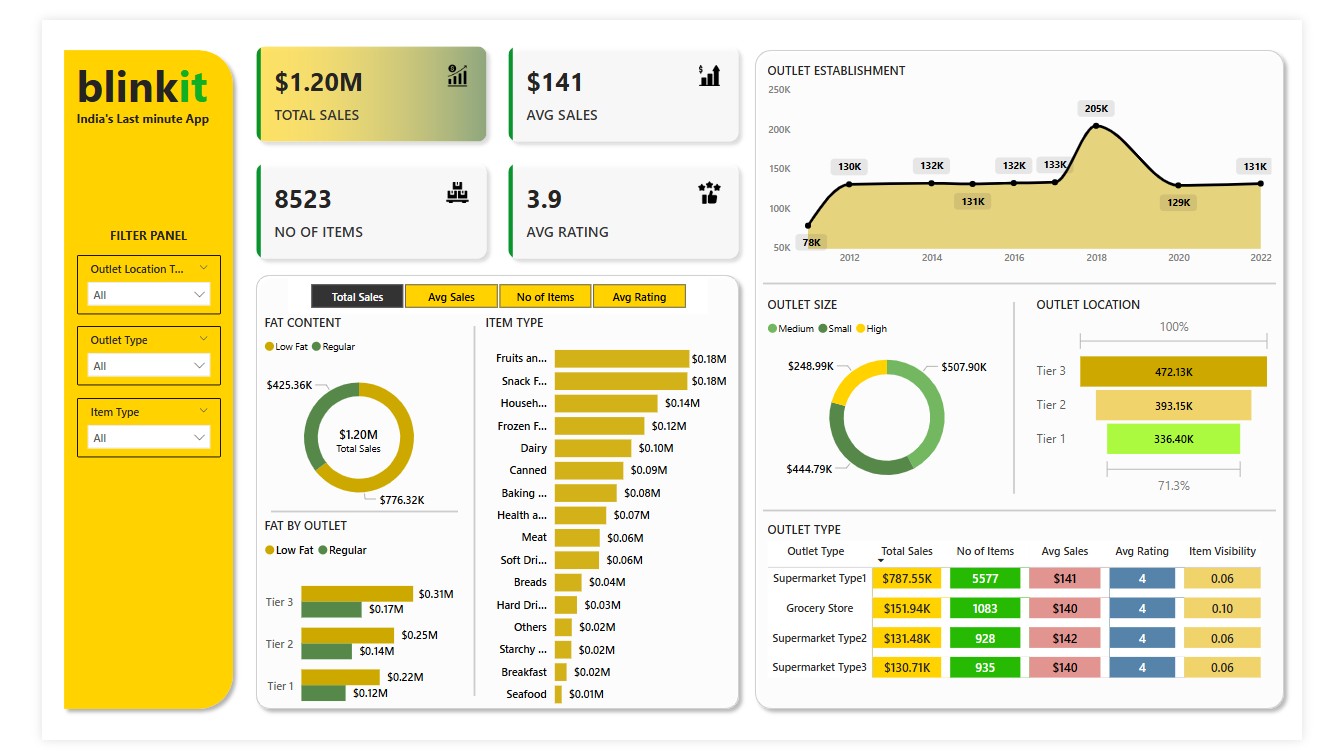 blinkit
India's Last minute App
FILTER PANEL
Outlet Location T...
All
Outlet Type
All
Item Type
All
$1.20M
TOTAL SALES
$141
AVG SALES
8523
NO OF ITEMS
3.9
AVG RATING
Total Sales Avg Sales No of Items Avg Rating
FAT CONTENT
Low Fat Regular
$425.36K
$1.20M
Total Sales
$776.32K
FAT BY OUTLET
Low Fat Regular
Tier 3 $0.31M
$0.17M
Tier 2 $0.25M
$0.14M
Tier 1 $0.22M
$0.12M
ITEM TYPE
Fruits an... $0.18M
Snack F... $0.18M
Househ... $0.14M
Frozen F... $0.12M
Dairy $0.10M
Canned $0.09M
Baking ... $0.08M
Health a... $0.07M
Meat $0.06M
Soft Dri... $0.06M
Breads $0.04M
Hard Dri... $0.03M
Others $0.02M
Starchy ... $0.02M
Breakfast $0.02M
Seafood $0.01M
OUTLET ESTABLISHMENT
250K
200K
150K
100K
50K
78K 130K 132K 131K 132K 133K 205K 129K 131K
2012 2014 2016 2018 2020 2022
OUTLET SIZE
Medium Small High
$248.99K $507.90K
$444.79K
OUTLET LOCATION
100%
Tier 3 472.13K
Tier 2 393.15K
Tier 1 336.40K
71.3%
OUTLET TYPE
Outlet Type Total Sales No of Items Avg Sales Avg Rating Item Visibility
Supermarket Type1 $787.55K 5577 $141 4 0.06
Grocery Store $151.94K 1083 $140 4 0.10
Supermarket Type2 $131.48K 928 $142 4 0.06
Supermarket Type3 $130.71K 935 $140 4 0.06